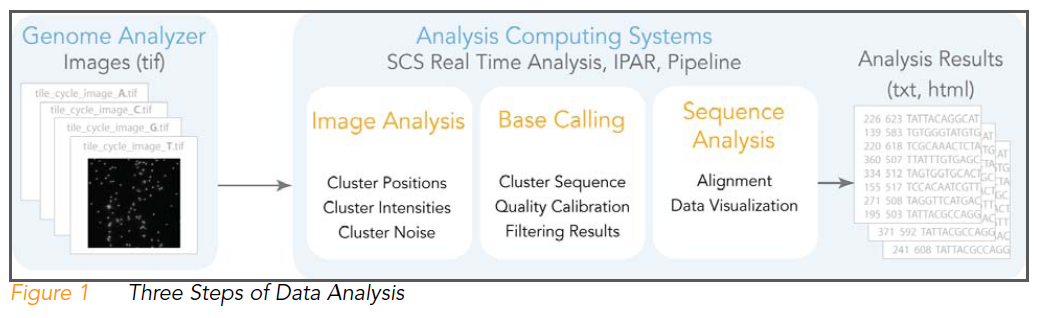 Genome Analyzer
Images (tif)
tile_cycle_image_A.tif
tile_cycle_image_C.tif
tile_cycle_image_G.tif
tile_cycle_image_T.tif
Analysis Computing Systems
SCS Real Time Analysis, IPAR, Pipeline
Image Analysis
Cluster Positions
Cluster Intensities
Cluster Noise
Base Calling
Cluster Sequence
Quality Calibration
Filtering Results
Sequence
Analysis
Alignment
Data Visualization
Analysis Results
(txt, html)
226 623 TATTACAGGCAT
139 583 TGTGGGTATGTG
220 618 TCGCAAACTCTA
360 507 TTATTTGTGAGC
334 512 TAGTGGTGCACT
155 517 TCCACAATCGTT
271 508 TAGGTTCATGAC
195 503 TATTACGCCAGG
371 592 TATTACGCCAGG
241 608 TATTACGCCAGG
Figure 1 Three Steps of Data Analysis